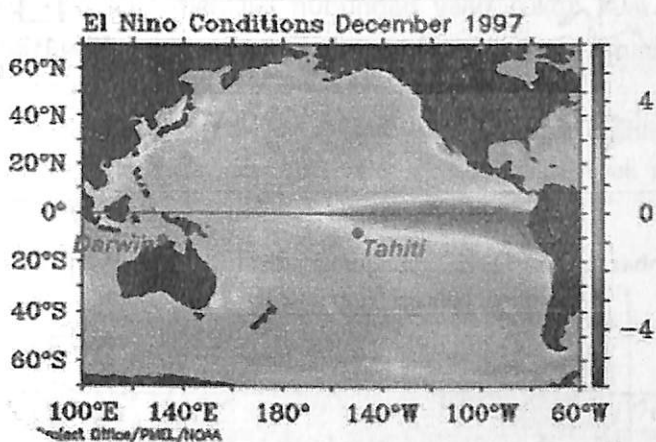 El Nino Conditions December 1997
60°N
40°N
20°N
0°
20°S
40°S
60°S
Darwin
Tahiti
4
0
-4
100°E 140°E 180° 140°W 100°W 60°W
Project Office/PMEL/NOAA